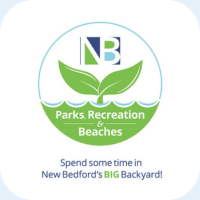 NB
Parks, Recreation
&
Beaches
Spend some time in
New Bedford's BIG Backyard!